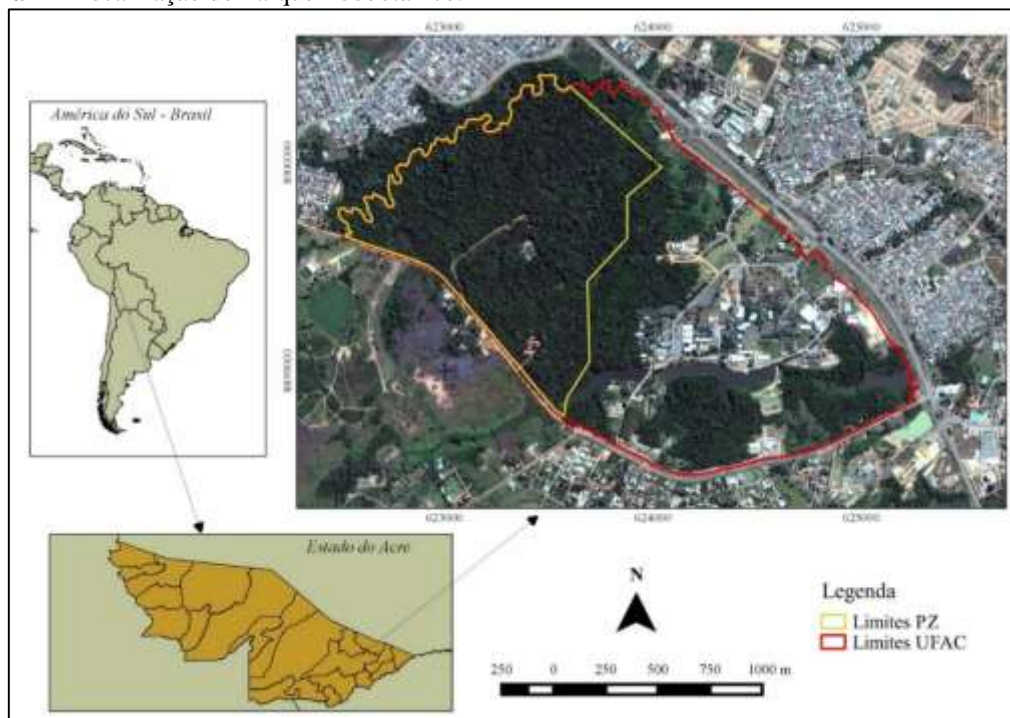 América do Sul - Brasil
623000
624000
625000
623000
624000
625000
Estado do Acre
N
Legenda
Limites PZ
Limites UFAC
250 0 250 500 750 1000 m